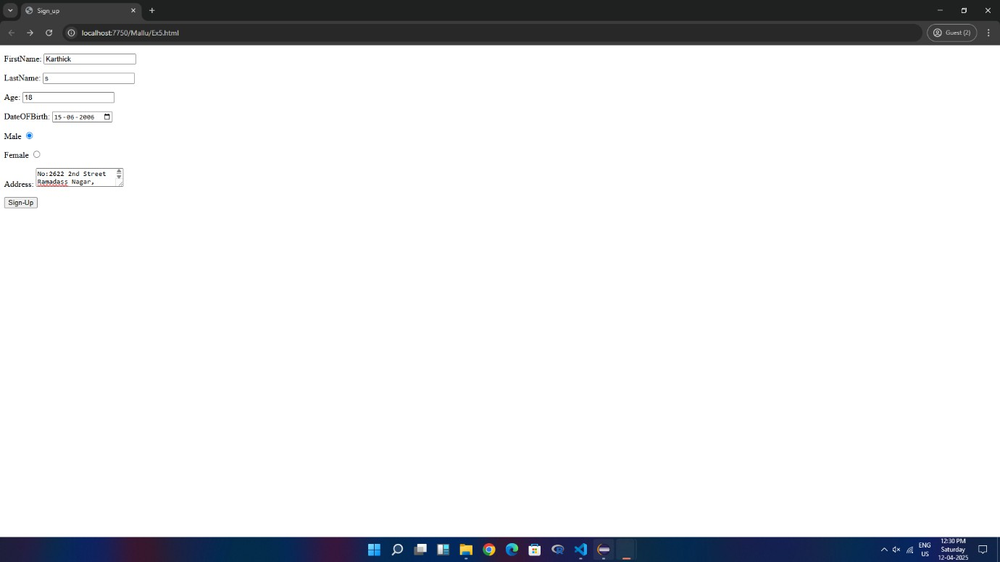 Sign_up
localhost:7750/Mallu/Ex5.html
Guest (2)
FirstName: Karthick
LastName: s
Age: 18
DateOFBirth: 15-06-2006
Male
Female
Address: No:2622 2nd Street
Ramadass Nagar,
Sign-Up
ENG
US
12:30 PM
Saturday
12-04-2025